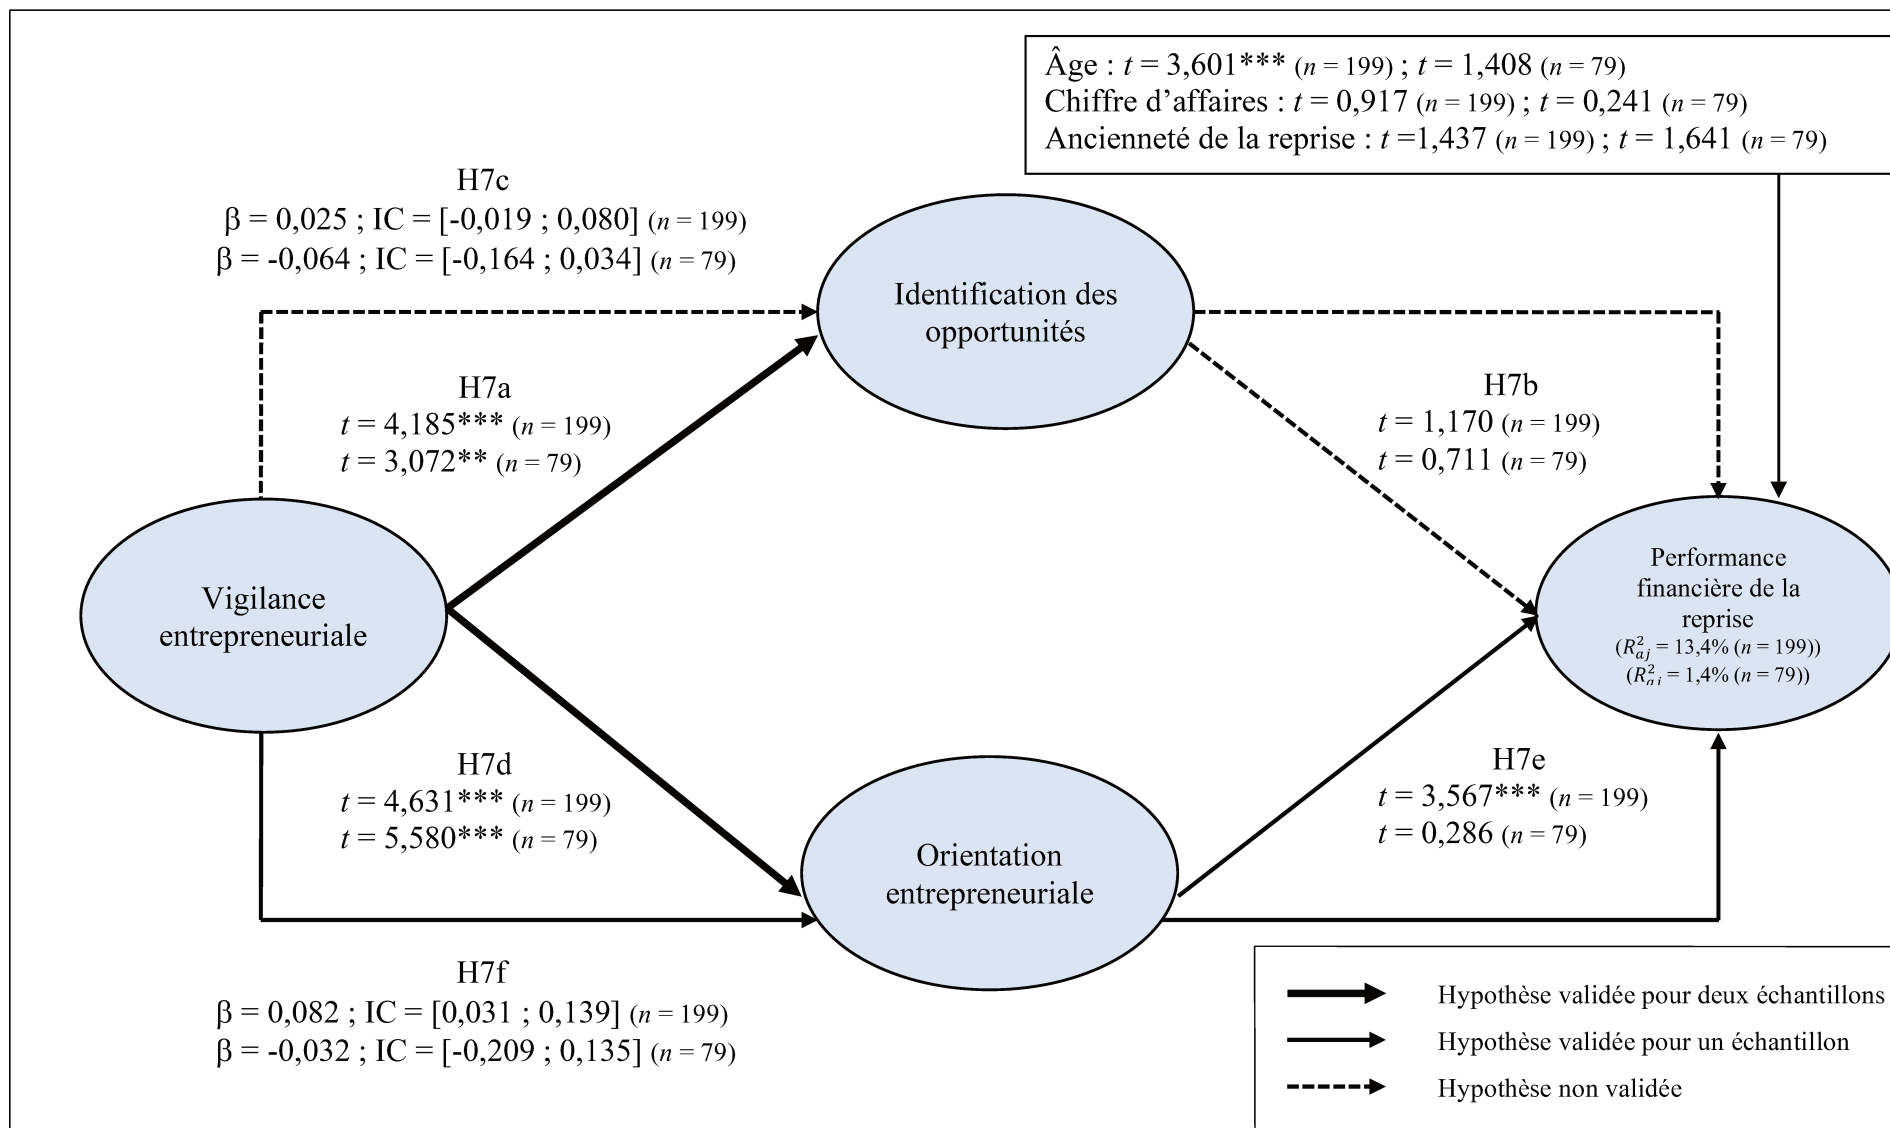 Âge : t = 3,601*** (n = 199) ; t = 1,408 (n = 79)
Chiffre d’affaires : t = 0,917 (n = 199) ; t = 0,241 (n = 79)
Ancienneté de la reprise : t =1,437 (n = 199) ; t = 1,641 (n = 79)
H7c
β = 0,025 ; IC = [-0,019 ; 0,080] (n = 199)
β = -0,064 ; IC = [-0,164 ; 0,034] (n = 79)
Identification des
opportunités
H7a
t = 4,185*** (n = 199)
t = 3,072** (n = 79)
H7b
t = 1,170 (n = 199)
t = 0,711 (n = 79)
Vigilance
entrepreneuriale
Performance
financière de la
reprise
(R²aj = 13,4% (n = 199))
(R²aj = 1,4% (n = 79))
H7d
t = 4,631*** (n = 199)
t = 5,580*** (n = 79)
H7e
t = 3,567*** (n = 199)
t = 0,286 (n = 79)
Orientation
entrepreneuriale
H7f
β = 0,082 ; IC = [0,031 ; 0,139] (n = 199)
β = -0,032 ; IC = [-0,209 ; 0,135] (n = 79)
Hypothèse validée pour deux échantillons
Hypothèse validée pour un échantillon
Hypothèse non validée